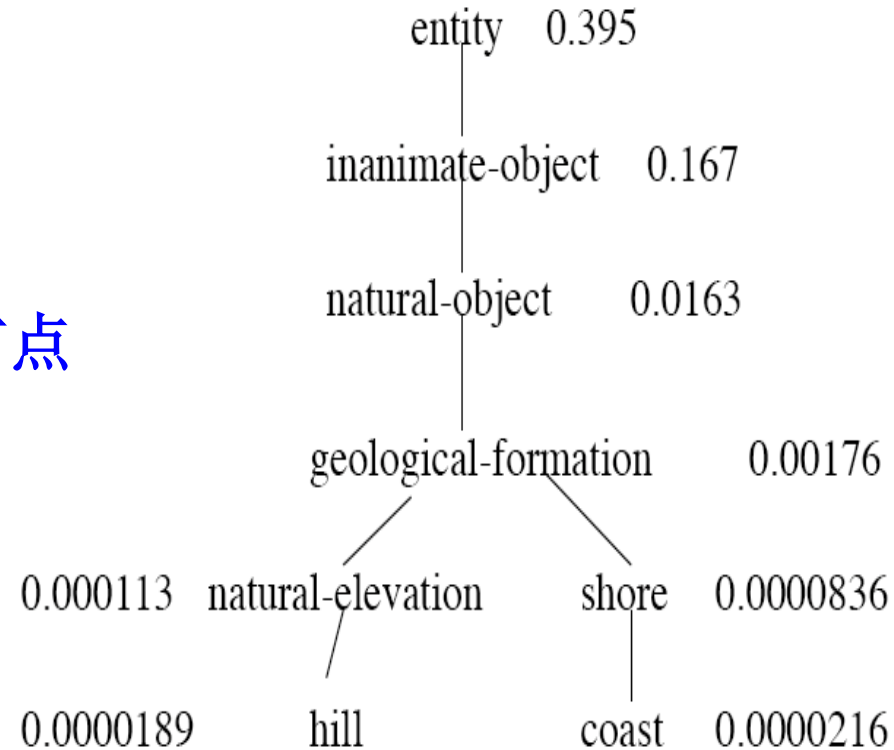 entity 0.395
inanimate-object 0.167
natural-object 0.0163
点
geological-formation 0.00176
0.000113 natural-elevation shore 0.0000836
0.0000189 hill coast 0.0000216